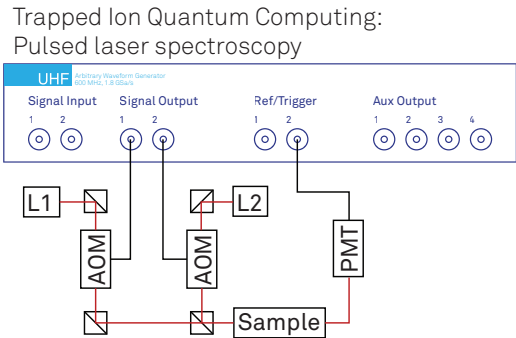 Trapped Ion Quantum Computing:
Pulsed laser spectroscopy
UHF Arbitrary Waveform Generator
600 MHz, 1.8 GSa/s
Signal Input Signal Output Ref/Trigger Aux Output
1 2 1 2 1 2 1 2 3 4
L1 L2
AOM AOM PMT
Sample